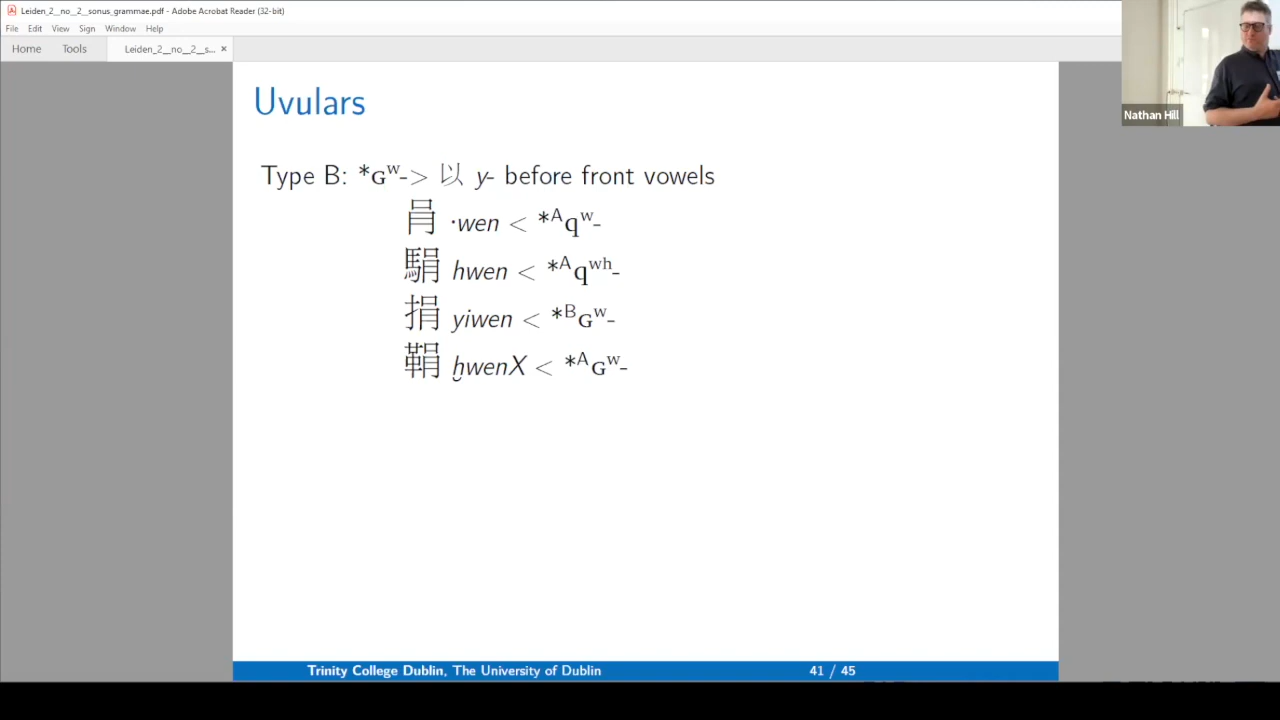 Leiden_2__no__2__sonus_grammae.pdf - Adobe Acrobat Reader (32-bit)
File Edit View Sign Window Help
Home Tools Leiden_2__no__2__s... ×
Nathan Hill
Uvulars
Type B: *ɢʷ-> 以 y- before front vowels
肙 ·wen < *ᴬqʷ-
駽 hwen < *ᴬqʷʰ-
捐 yiwen < *ᴮɢʷ-
鞙 ḫwenX < *ᴬɢʷ-
Trinity College Dublin, The University of Dublin 41 / 45